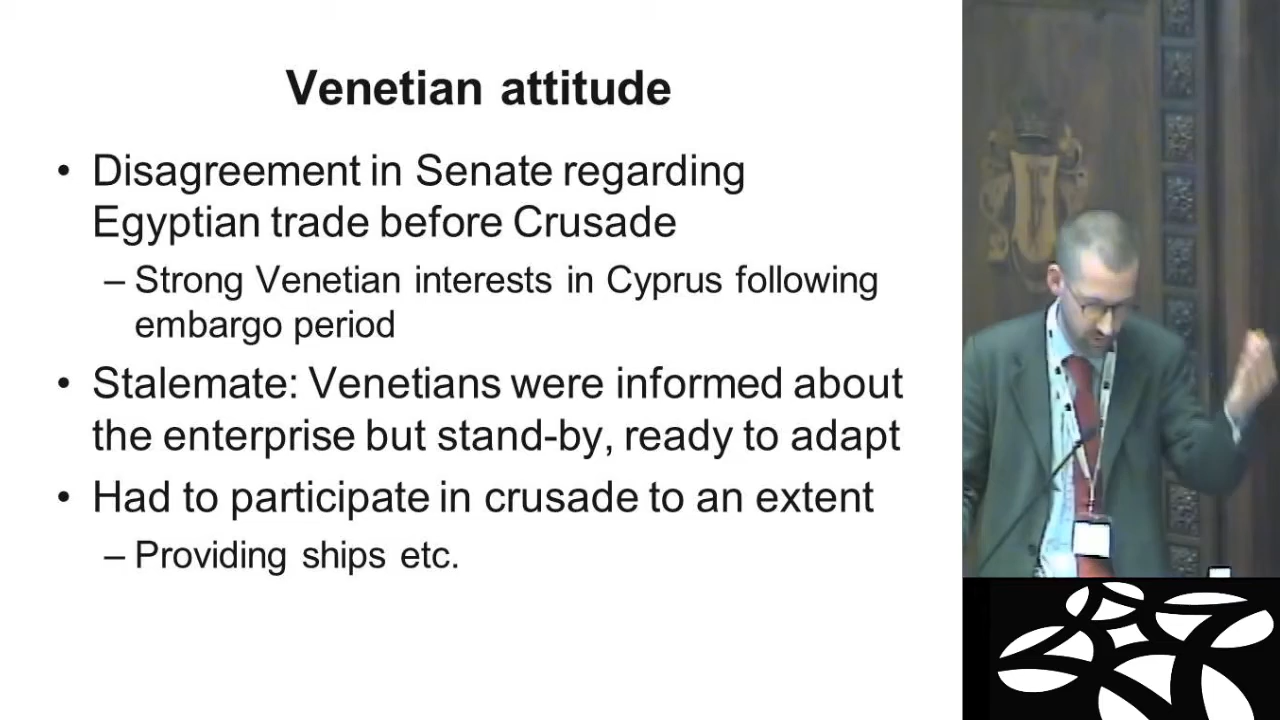 Venetian attitude
• Disagreement in Senate regarding
Egyptian trade before Crusade
– Strong Venetian interests in Cyprus following
embargo period
• Stalemate: Venetians were informed about
the enterprise but stand-by, ready to adapt
• Had to participate in crusade to an extent
– Providing ships etc.